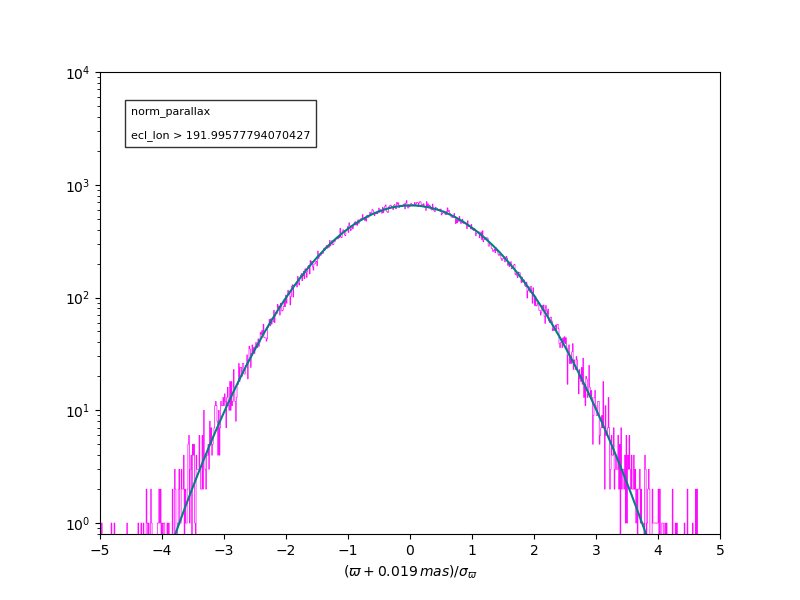 norm_parallax
ecl_lon > 191.99577794070427
10⁴
10³
10²
10¹
10⁰
−5 −4 −3 −2 −1 0 1 2 3 4 5
(ϖ + 0.019 mas)/σ_ϖ